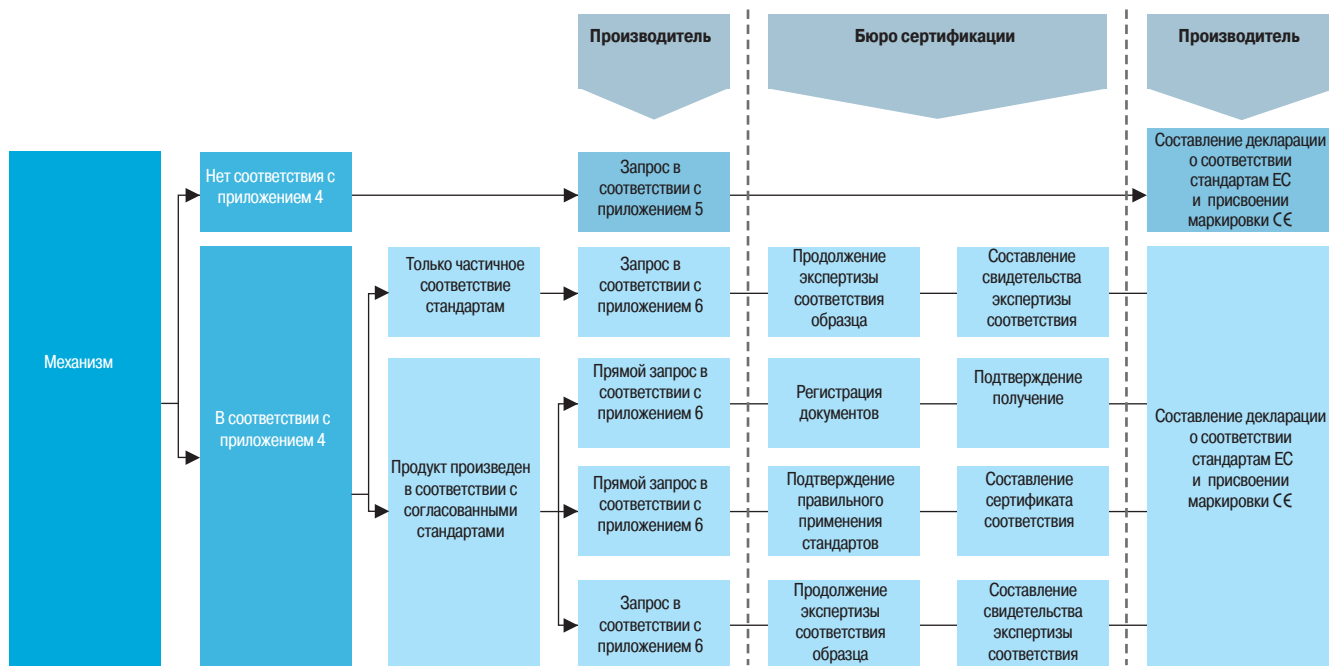 Производитель
Бюро сертификации
Производитель
Механизм
Нет соответствия с
приложением 4
Запрос в
соответствии с
приложением 5
Составление декларации
о соответствии
стандартам ЕС
и присвоении
маркировки CE
В соответствии с
приложением 4
Только частичное
соответствие
стандартам
Запрос в
соответствии с
приложением 6
Продолжение
экспертизы
соответствия
образца
Составление
свидетельства
экспертизы
соответствия
Продукт произведен
в соответствии с
согласованными
стандартами
Прямой запрос в
соответствии с
приложением 6
Регистрация
документов
Подтверждение
получение
Прямой запрос в
соответствии с
приложением 6
Подтверждение
правильного
применения
стандартов
Составление
сертификата
соответствия
Запрос в
соответствии с
приложением 6
Продолжение
экспертизы
соответствия
образца
Составление
свидетельства
экспертизы
соответствия
Составление декларации
о соответствии
стандартам ЕС
и присвоении
маркировки CE